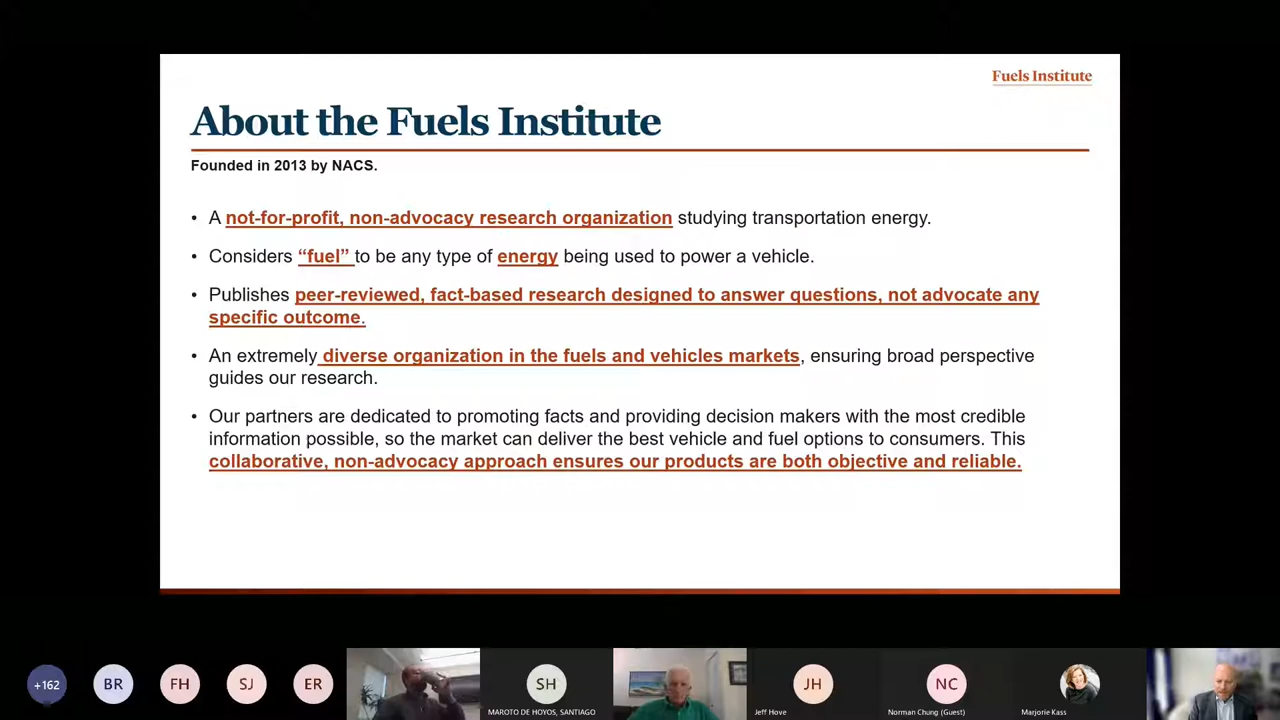 Fuels Institute
About the Fuels Institute
Founded in 2013 by NACS.
• A not-for-profit, non-advocacy research organization studying transportation energy.
• Considers “fuel” to be any type of energy being used to power a vehicle.
• Publishes peer-reviewed, fact-based research designed to answer questions, not advocate any
specific outcome.
• An extremely diverse organization in the fuels and vehicles markets, ensuring broad perspective
guides our research.
• Our partners are dedicated to promoting facts and providing decision makers with the most credible
information possible, so the market can deliver the best vehicle and fuel options to consumers. This
collaborative, non-advocacy approach ensures our products are both objective and reliable.
+162
BR
FH
SJ
ER
SH
MAROTO DE HOYOS, SANTIAGO
JH
Jeff Hove
NC
Norman Chung (Guest)
Marjorie Kass